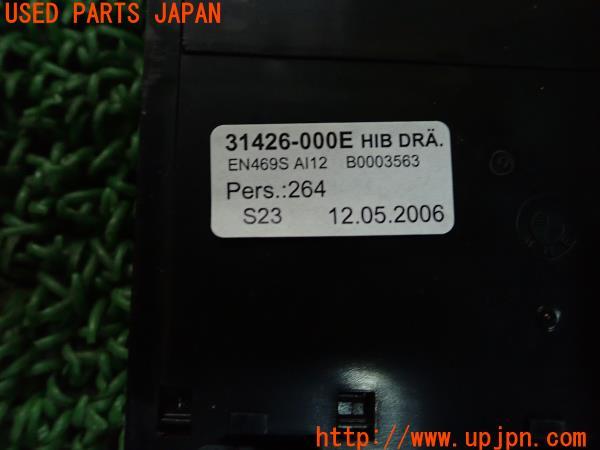 USED PARTS JAPAN
31426-000E HIB DRÄ.
EN469S AI12 B0003563
Pers.:264
S23 12.05.2006
http://www.upjpn.com/